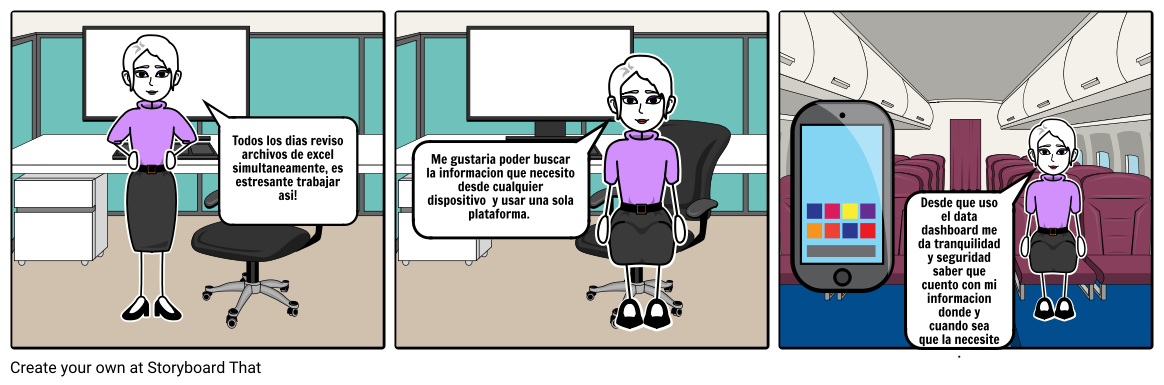 Todos los dias reviso
archivos de excel
simultaneamente, es
estresante trabajar
asi!
Me gustaria poder buscar
la informacion que necesito
desde cualquier
dispositivo y usar una sola
plataforma.
Desde que uso
el data
dashboard me
da tranquilidad
y seguridad
saber que
cuento con mi
informacion
donde y
cuando sea
que la necesite
.
Create your own at Storyboard That